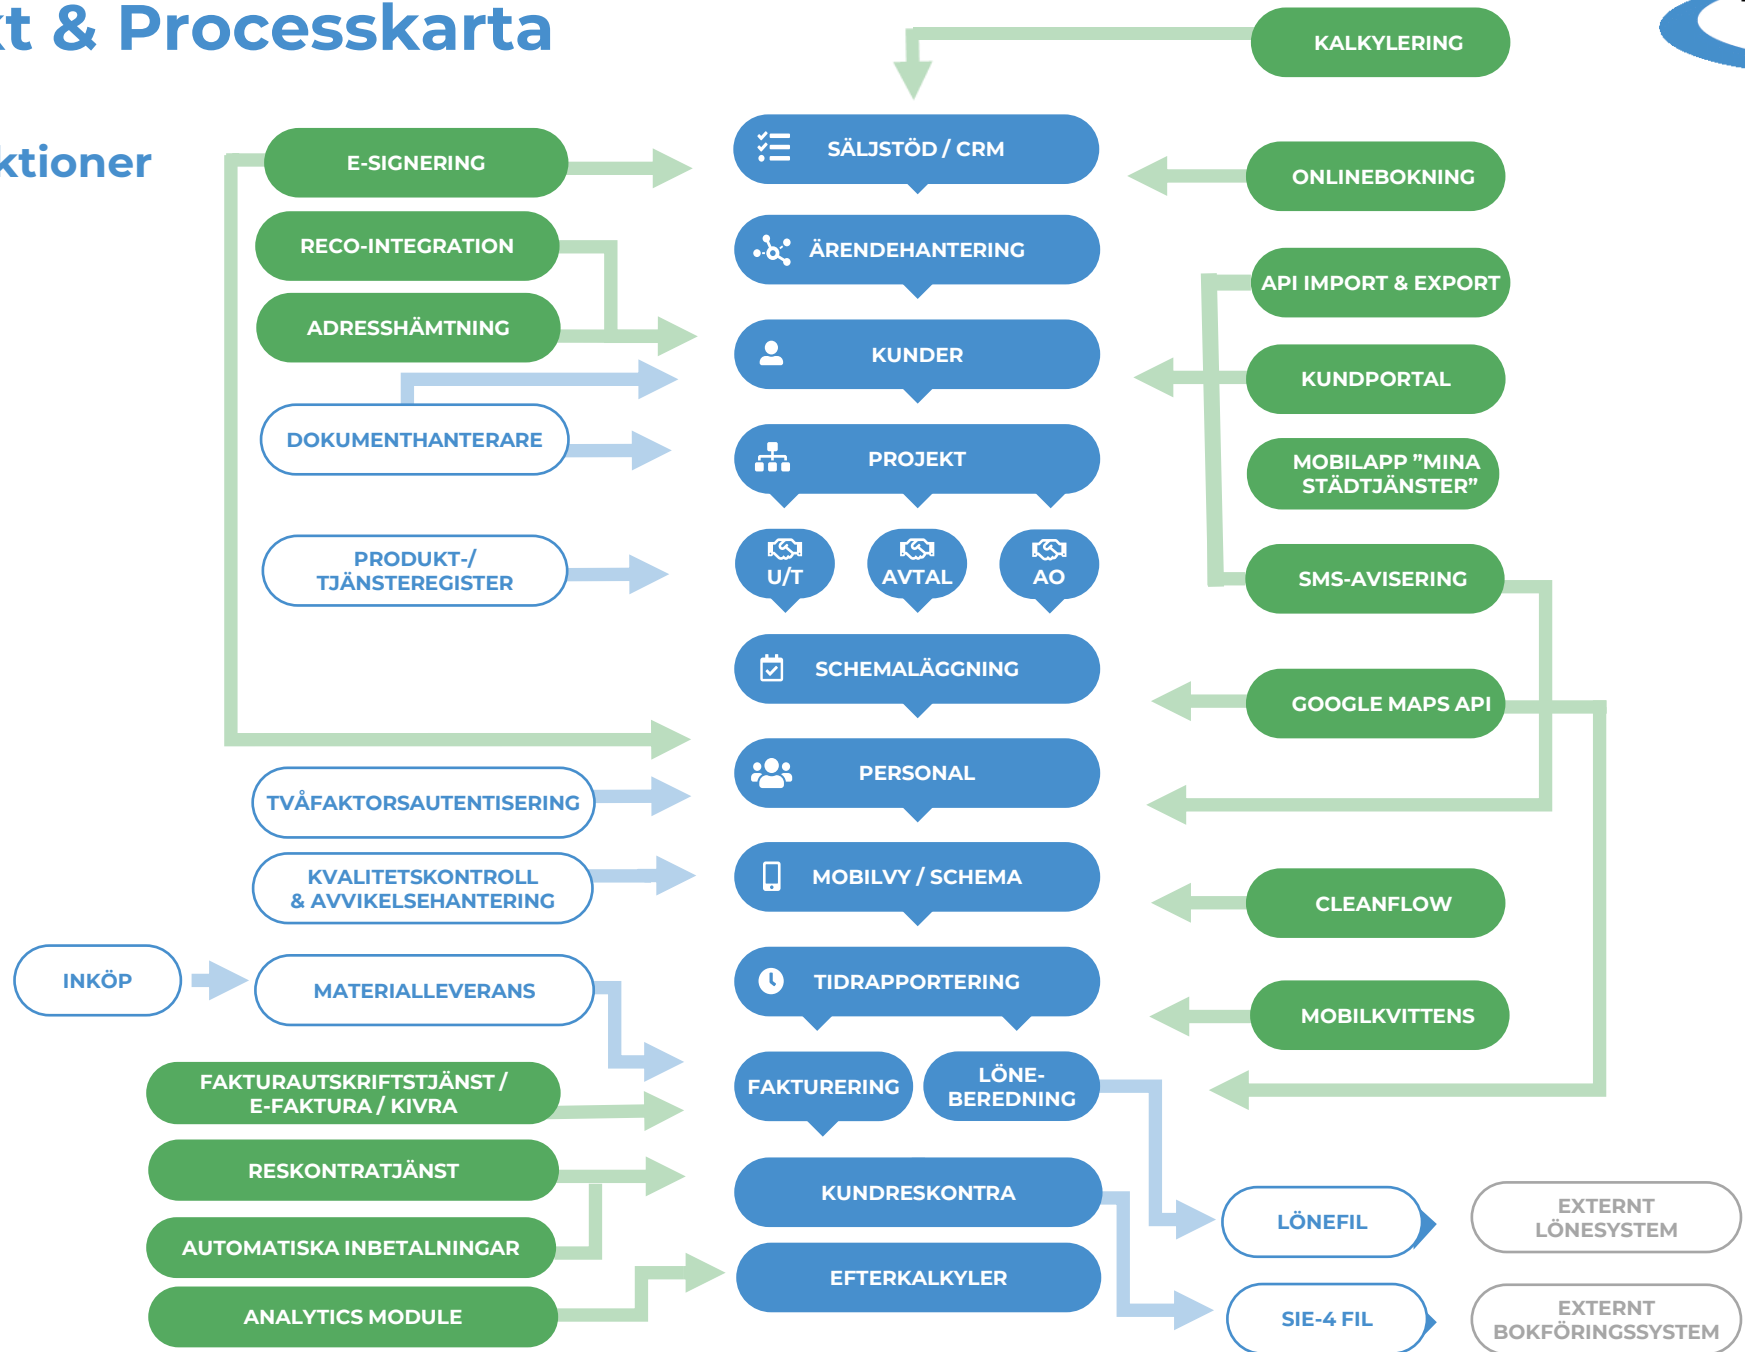 kt & Processkarta
ktioner
KALKYLERING
E-SIGNERING
SÄLJSTÖD / CRM
ONLINEBOKNING
RECO-INTEGRATION
ÄRENDEHANTERING
API IMPORT & EXPORT
ADRESSHÄMTNING
KUNDER
KUNDPORTAL
DOKUMENTHANTERARE
PROJEKT
MOBILAPP ”MINA
STÄDTJÄNSTER”
PRODUKT-/
TJÄNSTEREGISTER
U/T
AVTAL
AO
SMS-AVISERING
SCHEMALÄGGNING
GOOGLE MAPS API
PERSONAL
TVÅFAKTORSAUTENTISERING
KVALITETSKONTROLL
& AVVIKELSEHANTERING
MOBILVY / SCHEMA
CLEANFLOW
INKÖP
MATERIALLEVERANS
TIDRAPPORTERING
MOBILKVITTENS
FAKTURAUTSKRIFTSTJÄNST /
E-FAKTURA / KIVRA
FAKTURERING
LÖNE-
BEREDNING
RESKONTRATJÄNST
KUNDRESKONTRA
LÖNEFIL
EXTERNT
LÖNESYSTEM
AUTOMATISKA INBETALNINGAR
EFTERKALKYLER
ANALYTICS MODULE
SIE-4 FIL
EXTERNT
BOKFÖRINGSSYSTEM